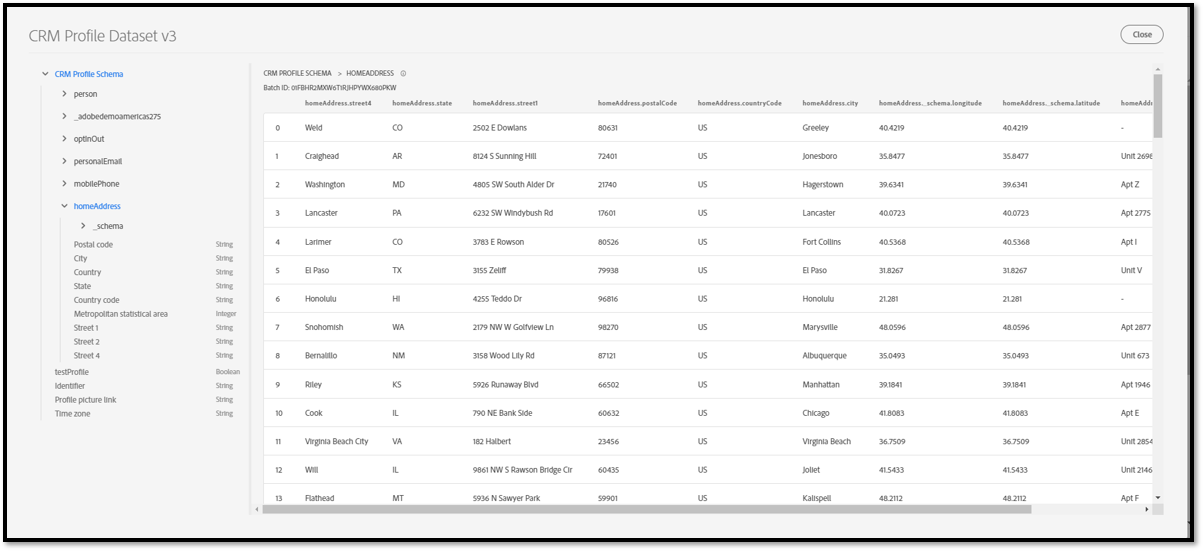 CRM Profile Dataset v3
Close
CRM Profile Schema
person
_adobedemoamericas275
optInOut
personalEmail
mobilePhone
homeAddress
_schema
Postal code String
City String
Country String
State String
Country code String
Metropolitan statistical area Integer
Street 1 String
Street 2 String
Street 4 String
testProfile Boolean
Identifier String
Profile picture link String
Time zone String
CRM PROFILE SCHEMA > HOMEADDRESS
Batch ID: 01FBHR2MXW6T1RJHPYWX680PKW
homeAddress.street4 homeAddress.state homeAddress.street1 homeAddress.postalCode homeAddress.countryCode homeAddress.city homeAddress._schema.longitude homeAddress._schema.latitude homeAddr
0 Weld CO 2502 E Dowlans 80631 US Greeley 40.4219 40.4219 -
1 Craighead AR 8124 S Sunning Hill 72401 US Jonesboro 35.8477 35.8477 Unit 2698
2 Washington MD 4805 SW South Alder Dr 21740 US Hagerstown 39.6341 39.6341 Apt Z
3 Lancaster PA 6232 SW Windybush Rd 17601 US Lancaster 40.0723 40.0723 Apt 2775
4 Larimer CO 3783 E Rowson 80526 US Fort Collins 40.5368 40.5368 Apt I
5 El Paso TX 3155 Zeliff 79938 US El Paso 31.8267 31.8267 Unit V
6 Honolulu HI 4255 Teddo Dr 96816 US Honolulu 21.281 21.281 -
7 Snohomish WA 2179 NW W Golfview Ln 98270 US Marysville 48.0596 48.0596 Apt 2877
8 Bernalillo NM 3158 Wood Lily Rd 87121 US Albuquerque 35.0493 35.0493 Unit 673
9 Riley KS 5926 Runaway Blvd 66502 US Manhattan 39.1841 39.1841 Apt 1946
10 Cook IL 790 NE Bank Side 60632 US Chicago 41.8083 41.8083 Apt E
11 Virginia Beach City VA 182 Halbert 23456 US Virginia Beach 36.7509 36.7509 Unit 2854
12 Will IL 9861 NW S Rawson Bridge Cir 60435 US Joliet 41.5433 41.5433 Unit 2146
13 Flathead MT 5936 N Sawyer Park 59901 US Kalispell 48.2112 48.2112 Apt F